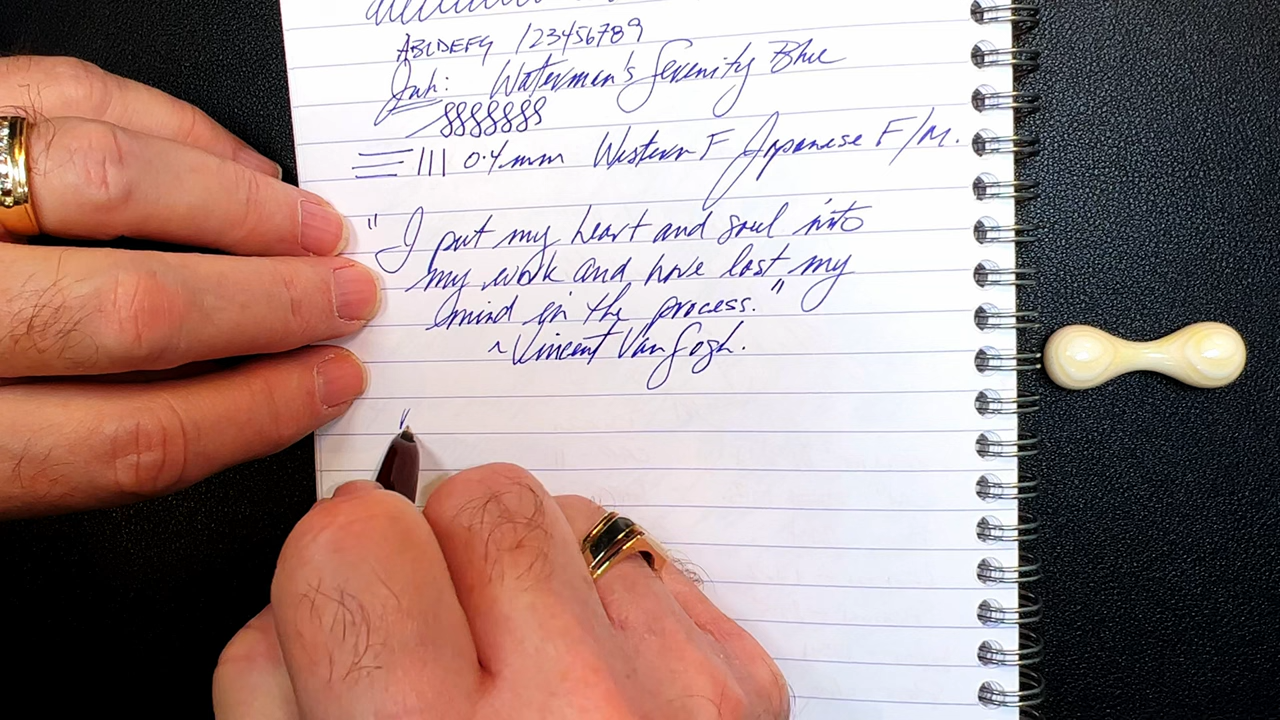 ABCDEFG 123456789
Ink: Waterman's Serenity Blue
0.4mm Western F Japanese F/M.
"I put my heart and soul into
my work and have lost my
mind in the process."
~Vincent Van Gogh.